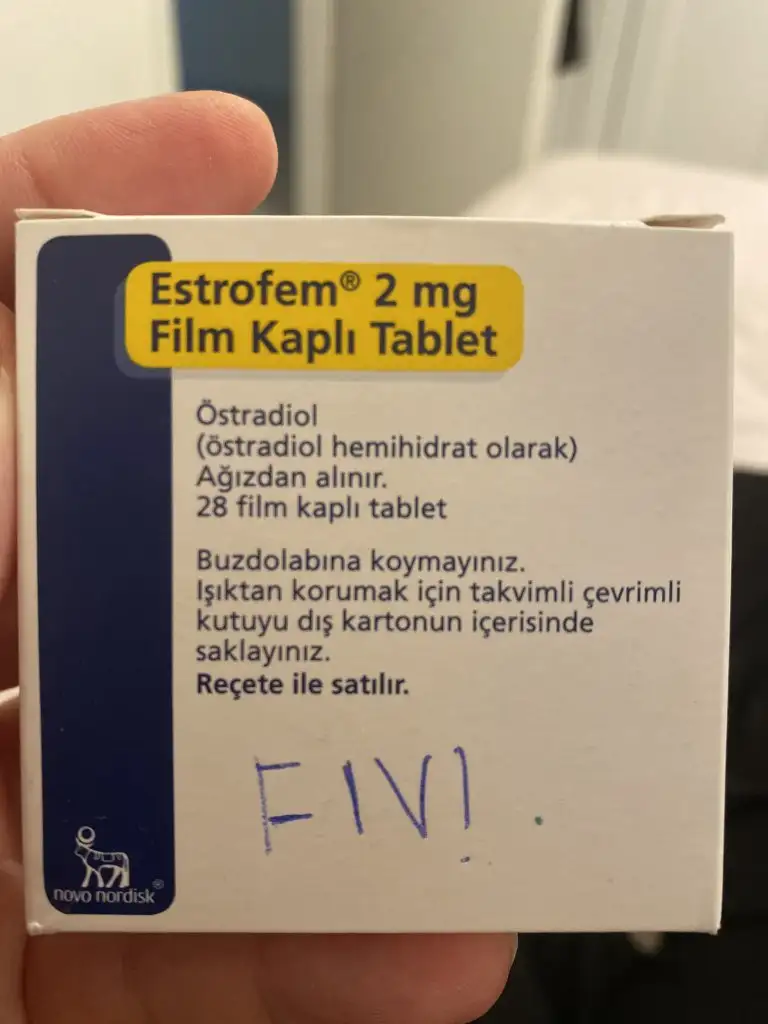 Estrofem® 2 mg
Film Kaplı Tablet
Östradiol
(östradiol hemihidrat olarak)
Ağızdan alınır.
28 film kaplı tablet
Buzdolabına koymayınız.
Işıktan korumak için takvimli çevrimli
kutuyu dış kartonun içerisinde
saklayınız.
Reçete ile satılır.
FIV!
novo nordisk®